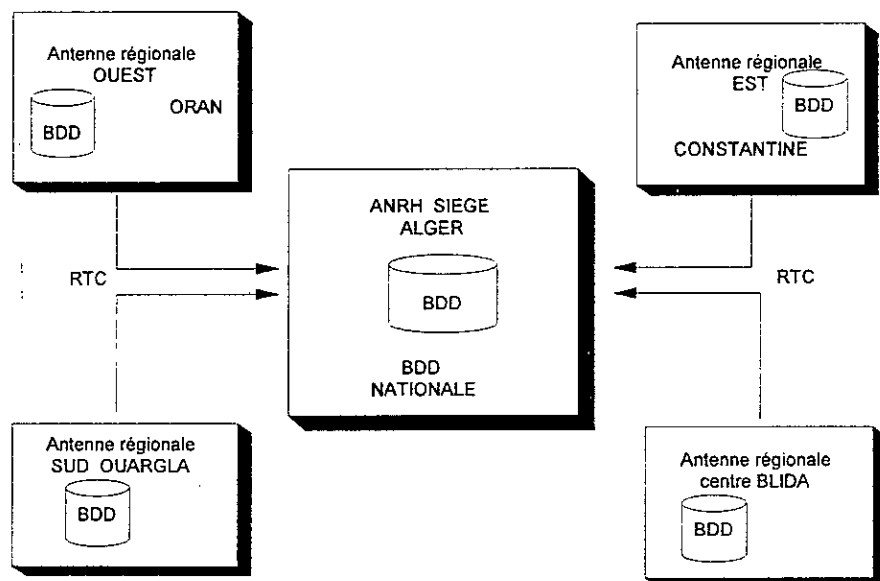 Antenne régionale
OUEST
ORAN
BDD
Antenne régionale
EST
BDD
CONSTANTINE
ANRH SIEGE
ALGER
BDD
BDD
NATIONALE
RTC
RTC
Antenne régionale
SUD OUARGLA
BDD
Antenne régionale
centre BLIDA
BDD